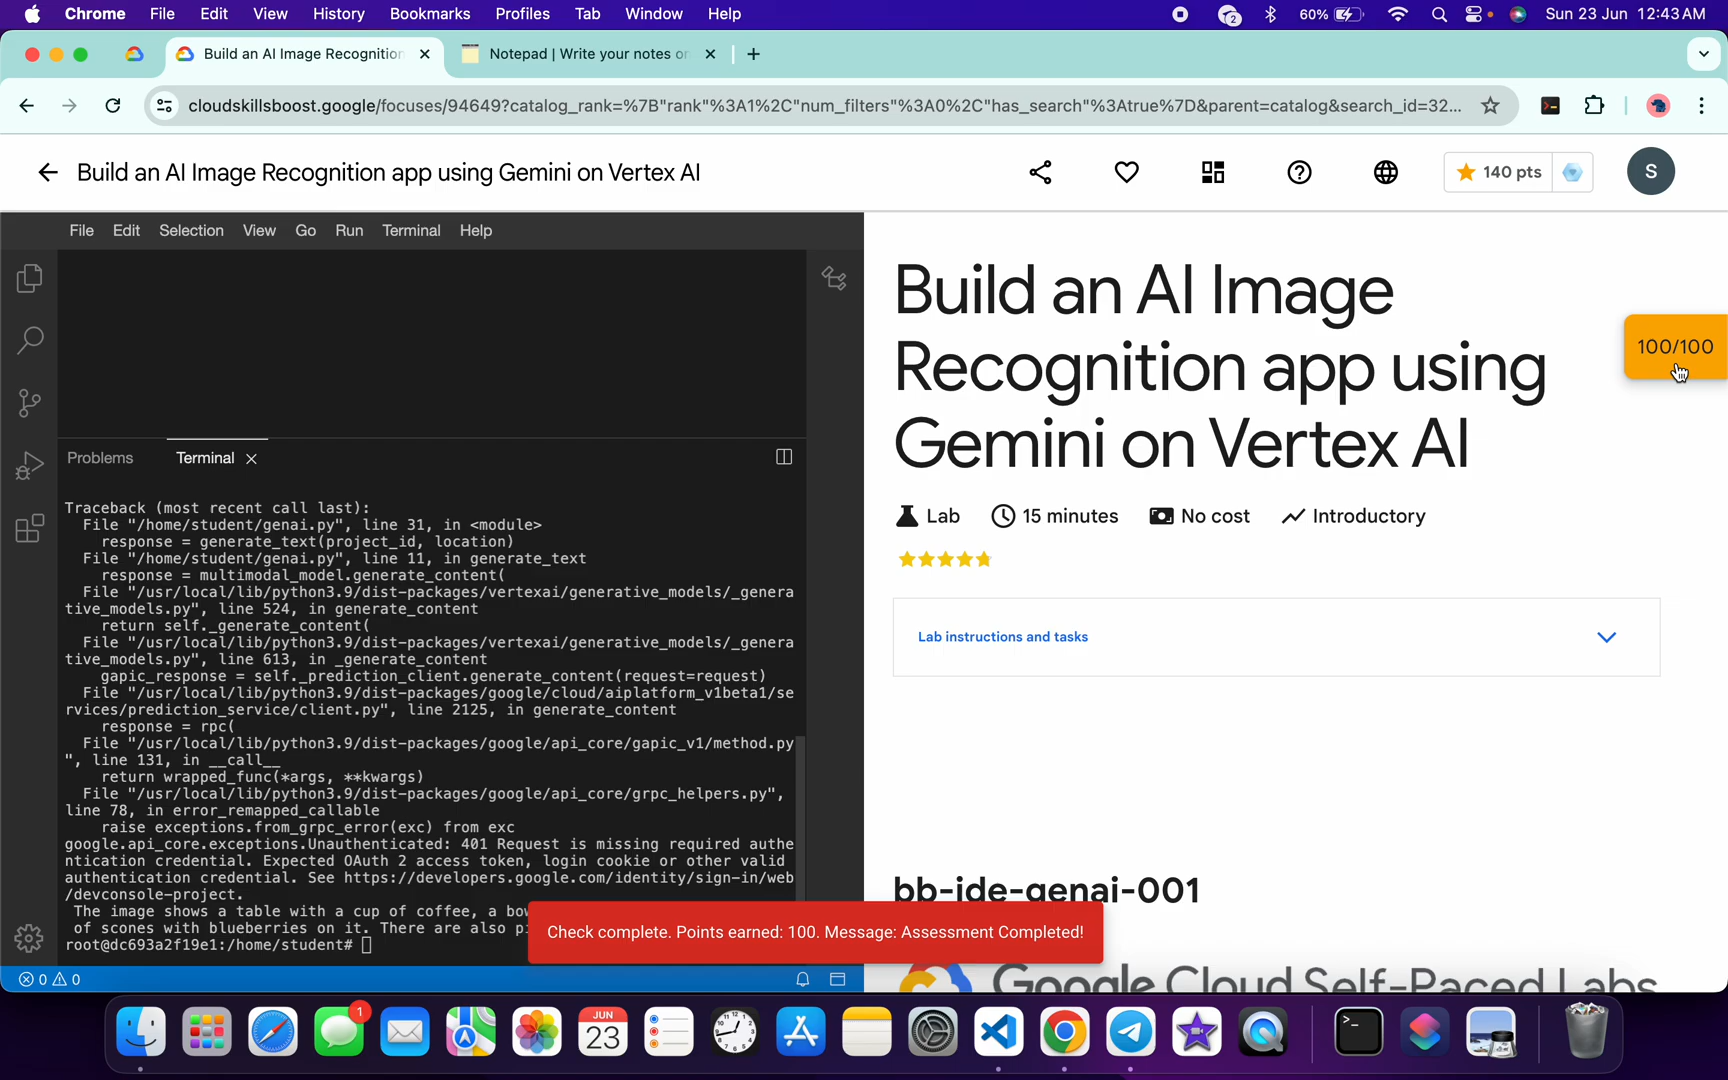 Chrome File Edit View History Bookmarks Profiles Tab Window Help
2 60% Sun 23 Jun 12:43 AM
Build an AI Image Recognition
Notepad | Write your notes on
cloudskillsboost.google/focuses/94649?catalog_rank=%7B"rank"%3A1%2C"num_filters"%3A0%2C"has_search"%3Atrue%7D&parent=catalog&search_id=32...
Build an AI Image Recognition app using Gemini on Vertex AI
140 pts
S
File Edit Selection View Go Run Terminal Help
Problems Terminal
Traceback (most recent call last):
File "/home/student/genai.py", line 31, in <module>
response = generate_text(project_id, location)
File "/home/student/genai.py", line 11, in generate_text
response = multimodal_model.generate_content(
File "/usr/local/lib/python3.9/dist-packages/vertexai/generative_models/_genera
tive_models.py", line 524, in generate_content
return self._generate_content(
File "/usr/local/lib/python3.9/dist-packages/vertexai/generative_models/_genera
tive_models.py", line 613, in _generate_content
gapic_response = self._prediction_client.generate_content(request=request)
File "/usr/local/lib/python3.9/dist-packages/google/cloud/aiplatform_v1beta1/se
rvices/prediction_service/client.py", line 2125, in generate_content
response = rpc(
File "/usr/local/lib/python3.9/dist-packages/google/api_core/gapic_v1/method.py
", line 131, in __call__
return wrapped_func(*args, **kwargs)
File "/usr/local/lib/python3.9/dist-packages/google/api_core/grpc_helpers.py",
line 78, in error_remapped_callable
raise exceptions.from_grpc_error(exc) from exc
google.api_core.exceptions.Unauthenticated: 401 Request is missing required authe
ntication credential. Expected OAuth 2 access token, login cookie or other valid
authentication credential. See https://developers.google.com/identity/sign-in/web
/devconsole-project.
The image shows a table with a cup of coffee, a bow
of scones with blueberries on it. There are also p
root@dc693a2f19e1:/home/student#
0 0
Build an AI Image
Recognition app using
Gemini on Vertex AI
100/100
Lab 15 minutes No cost Introductory
Lab instructions and tasks
bb-ide-genai-001
Check complete. Points earned: 100. Message: Assessment Completed!
Google Cloud Self-Paced Labs
1
JUN
23